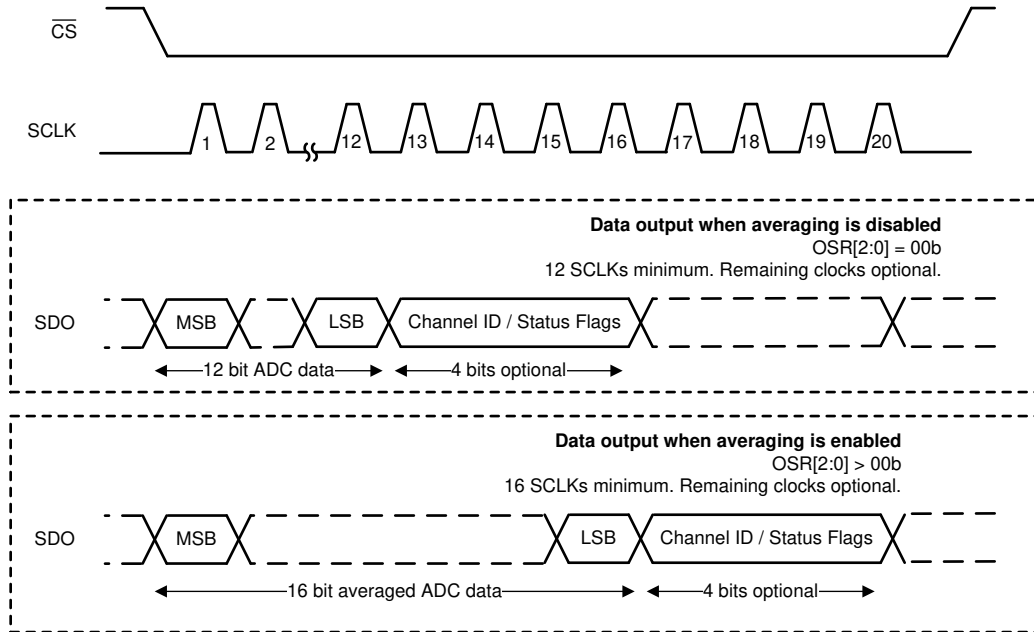 CS
SCLK
1 2 12 13 14 15 16 17 18 19 20
Data output when averaging is disabled
OSR[2:0] = 00b
12 SCLKs minimum. Remaining clocks optional.
SDO MSB LSB Channel ID / Status Flags
12 bit ADC data 4 bits optional
Data output when averaging is enabled
OSR[2:0] > 00b
16 SCLKs minimum. Remaining clocks optional.
SDO MSB LSB Channel ID / Status Flags
16 bit averaged ADC data 4 bits optional